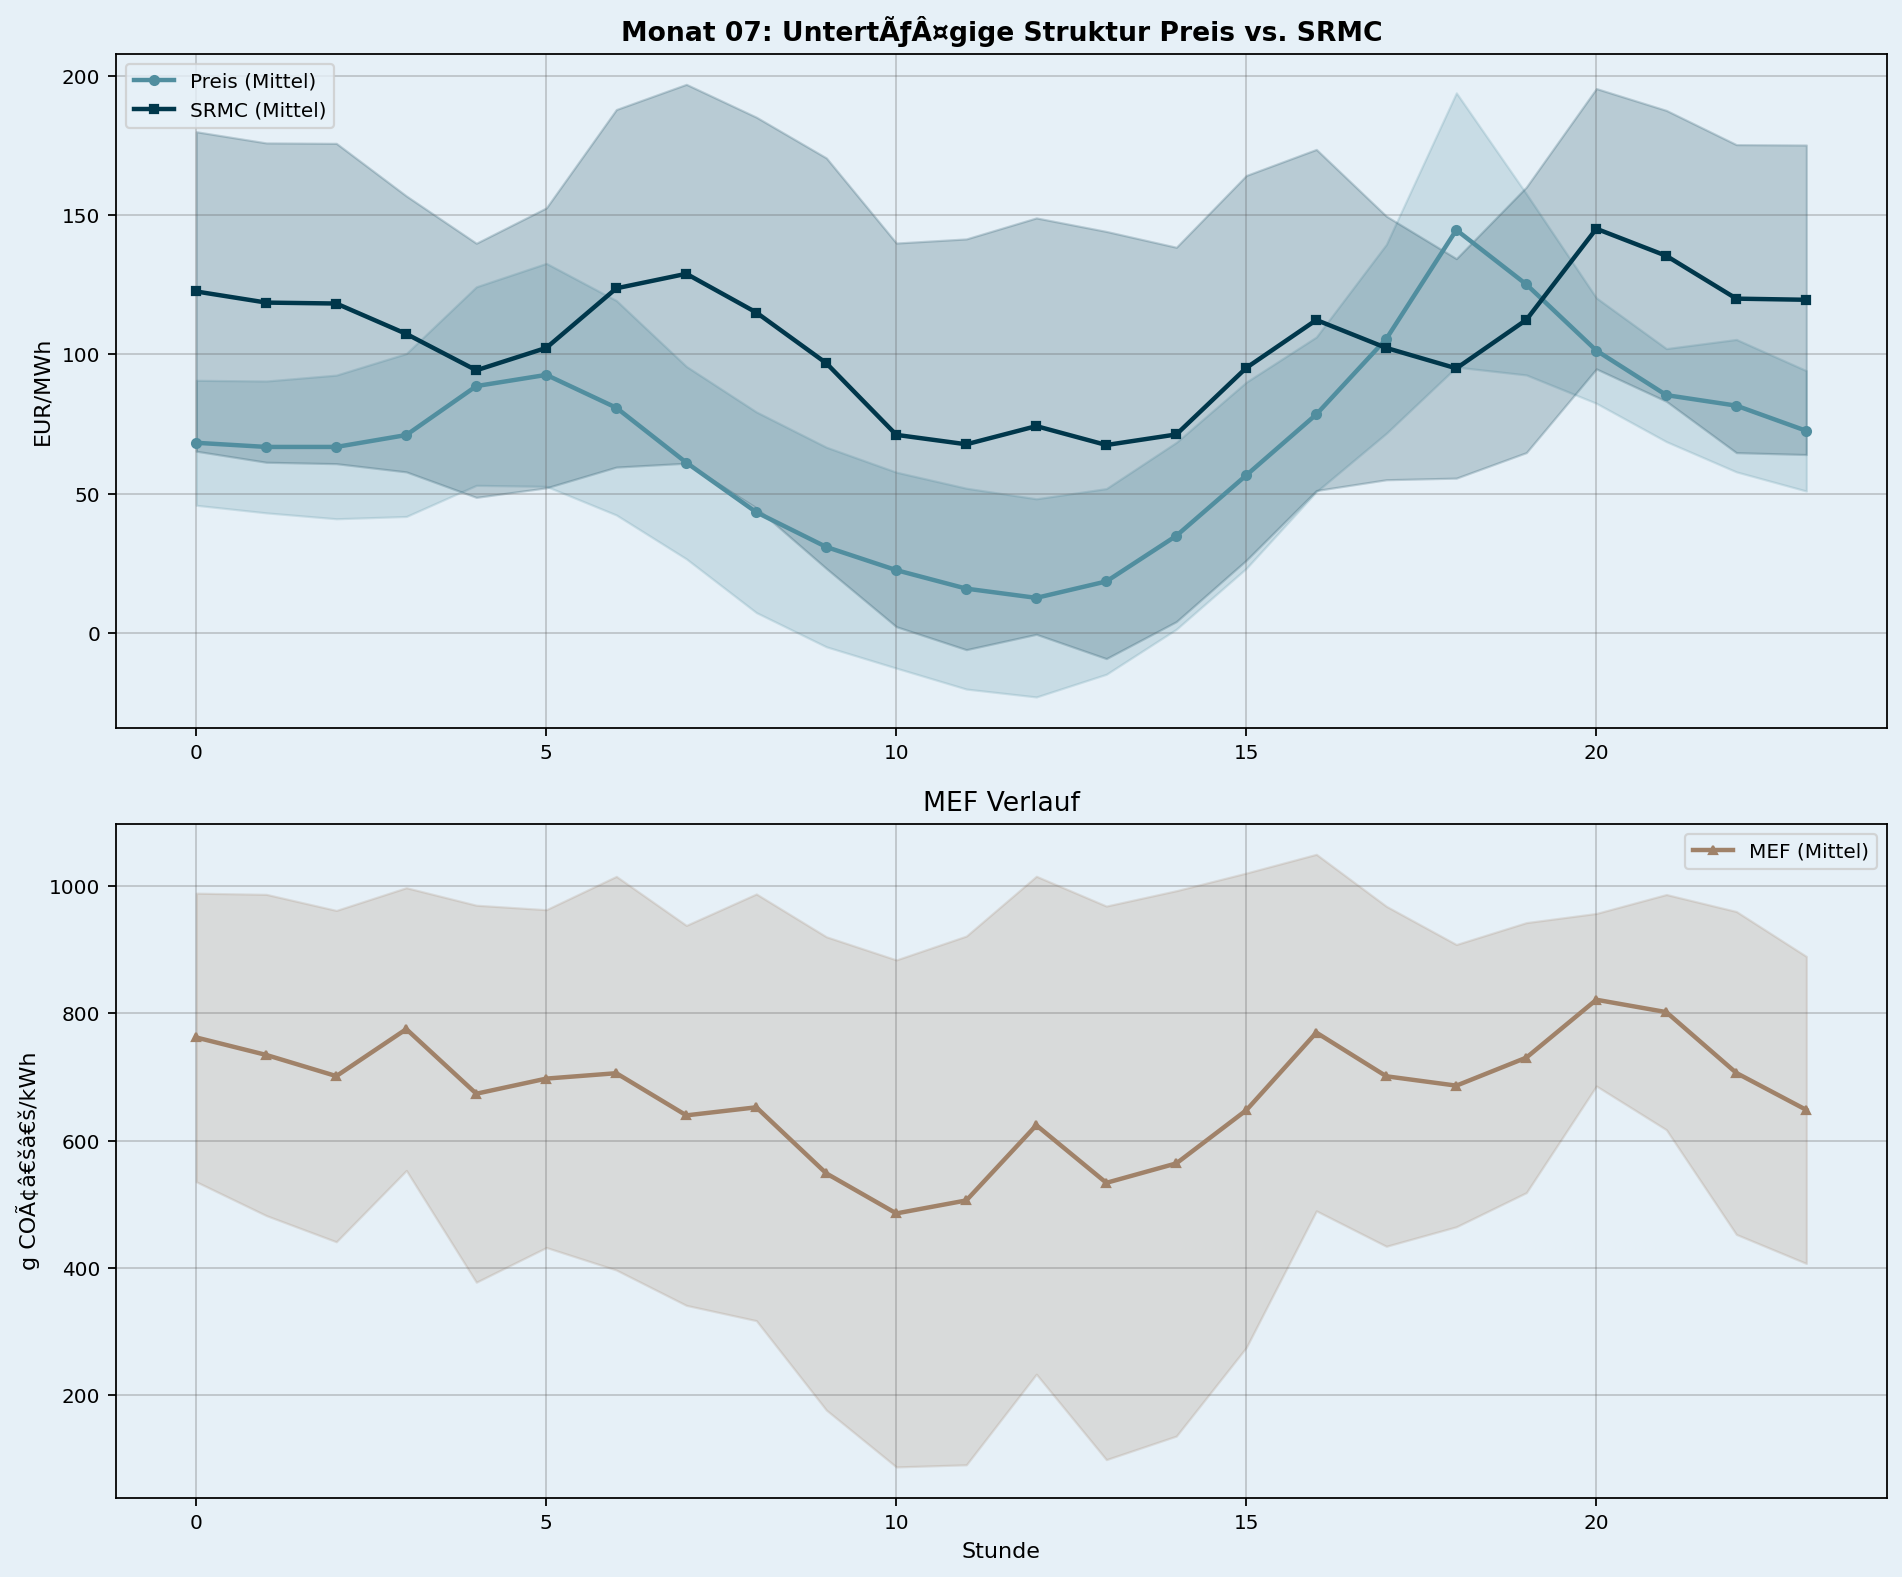 Monat 07: UntertÃƒÂ¤gige Struktur Preis vs. SRMC
Preis (Mittel)
SRMC (Mittel)
EUR/MWh
200
150
100
50
0
0 5 10 15 20
MEF Verlauf
MEF (Mittel)
g COÃ¢â€šâ€š/kWh
1000
800
600
400
200
0 5 10 15 20
Stunde